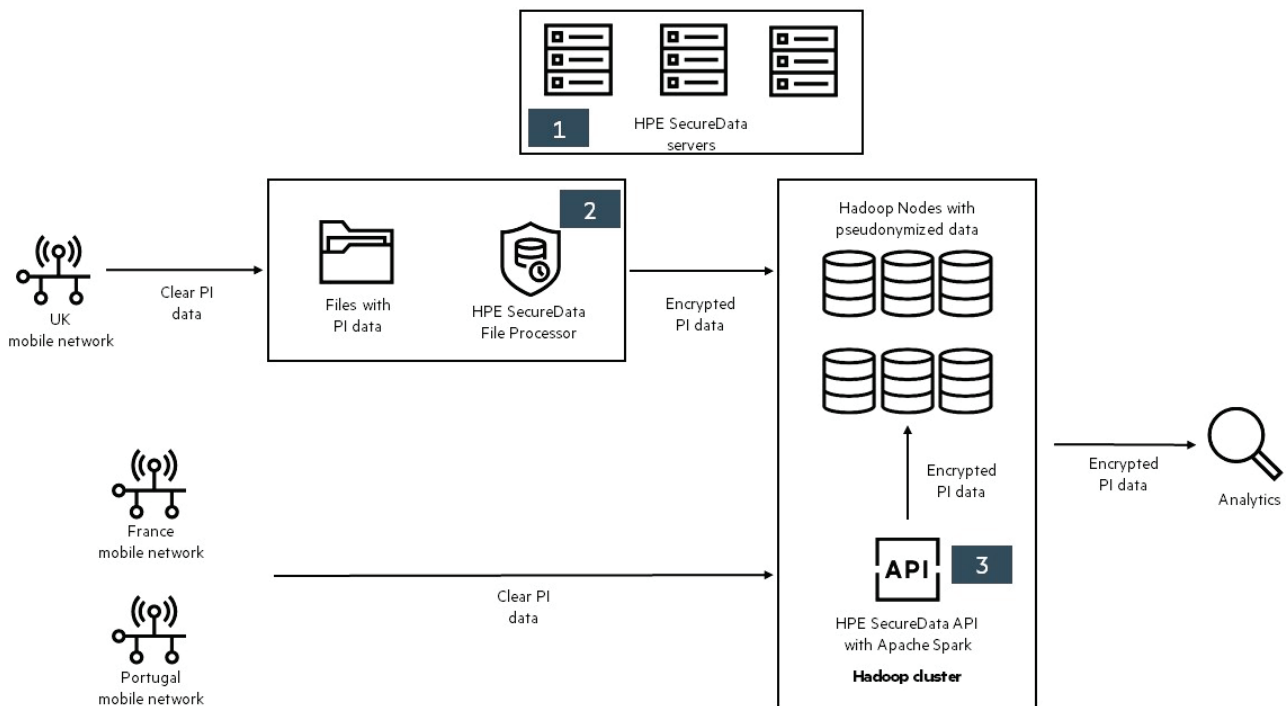 1
HPE SecureData
servers
2
Files with
PI data
HPE SecureData
File Processor
UK
mobile network
Clear PI
data
Encrypted
PI data
Hadoop Nodes with
pseudonymized data
France
mobile network
Portugal
mobile network
Clear PI
data
Encrypted
PI data
API
3
HPE SecureData API
with Apache Spark
Hadoop cluster
Encrypted
PI data
Analytics